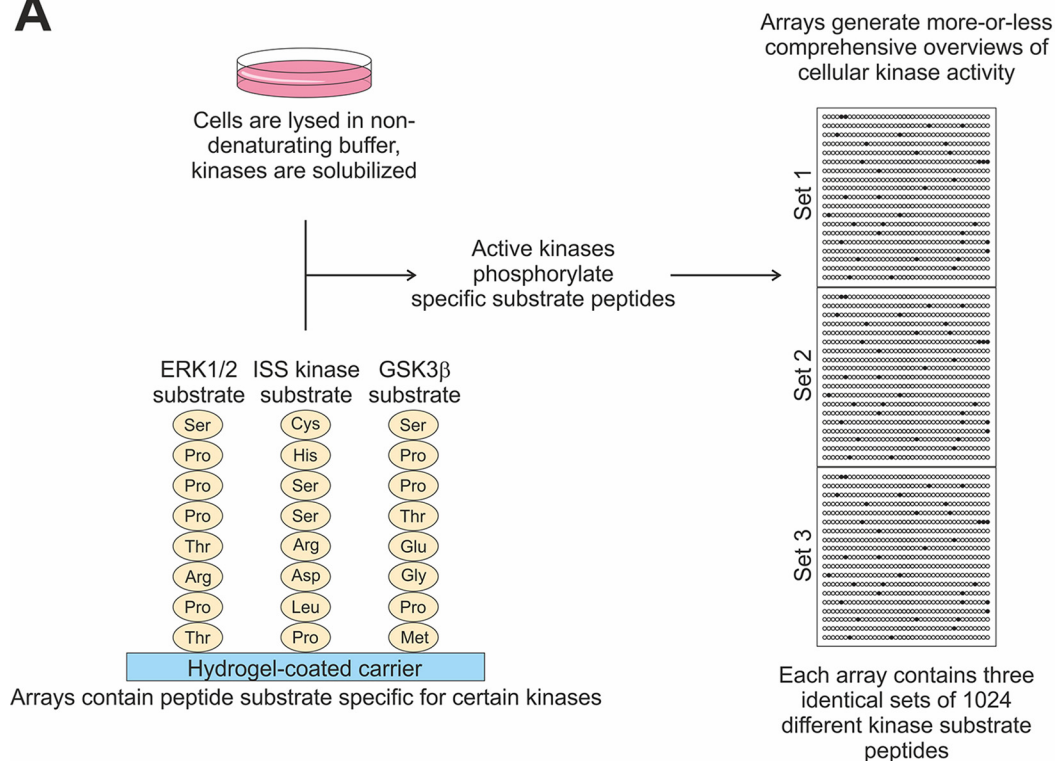 A
Cells are lysed in non-
denaturating buffer,
kinases are solubilized
Active kinases
phosphorylate
specific substrate peptides
Arrays generate more-or-less
comprehensive overviews of
cellular kinase activity
Set 1
Set 2
Set 3
Each array contains three
identical sets of 1024
different kinase substrate
peptides
ERK1/2 ISS kinase GSK3β
substrate substrate substrate
Ser Cys Ser
Pro His Pro
Pro Ser Pro
Pro Ser Thr
Thr Arg Glu
Arg Asp Gly
Pro Leu Pro
Thr Pro Met
Hydrogel-coated carrier
Arrays contain peptide substrate specific for certain kinases